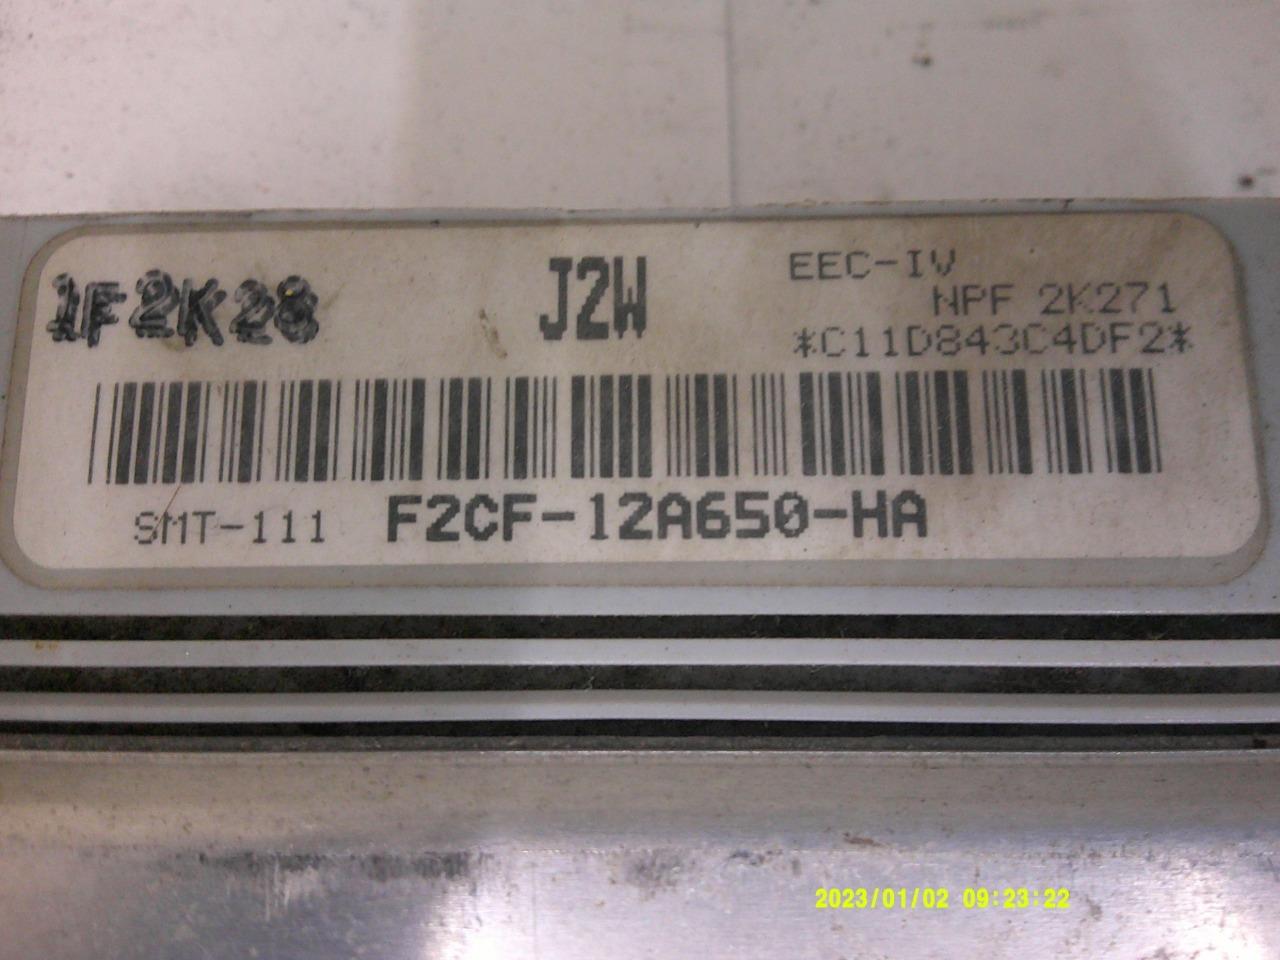 1F2K28
J2W
EEC-IV
NPF 2K271
*C11D843C4DF2*
SMT-111
F2CF-12A650-HA
2023/01/02 09:23:22